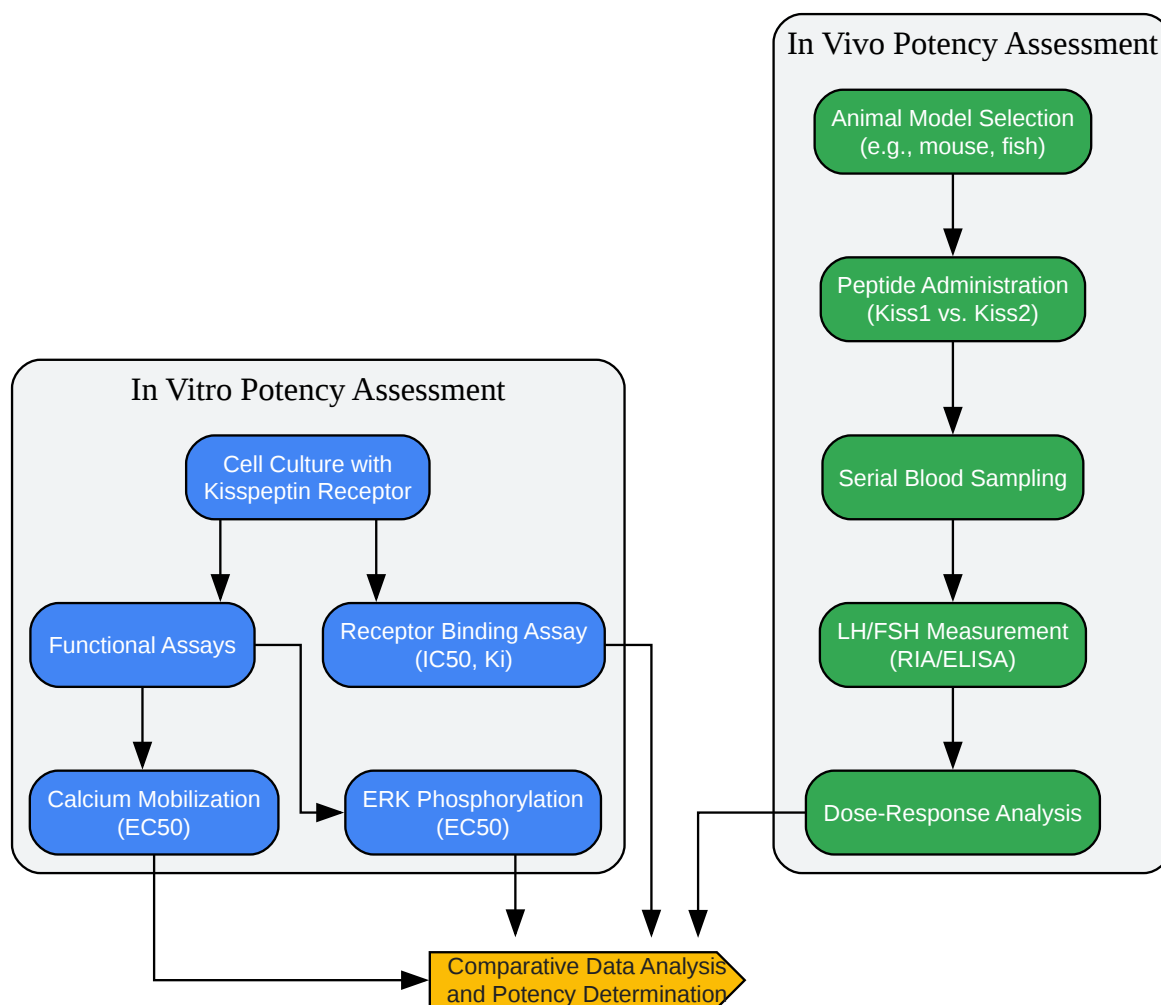 In Vivo Potency Assessment
Animal Model Selection
(e.g., mouse, fish)
Peptide Administration
(Kiss1 vs. Kiss2)
Serial Blood Sampling
LH/FSH Measurement
(RIA/ELISA)
Dose-Response Analysis
In Vitro Potency Assessment
Cell Culture with
Kisspeptin Receptor
Functional Assays
Receptor Binding Assay
(IC50, Ki)
Calcium Mobilization
(EC50)
ERK Phosphorylation
(EC50)
Comparative Data Analysis
and Potency Determination